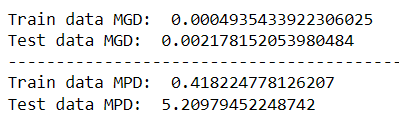 Train data MGD:  0.0004935433922306025
Test data MGD:  0.002178152053980484
----------------------------------------
Train data MPD:  0.418224778126207
Test data MPD:  5.20979452248742